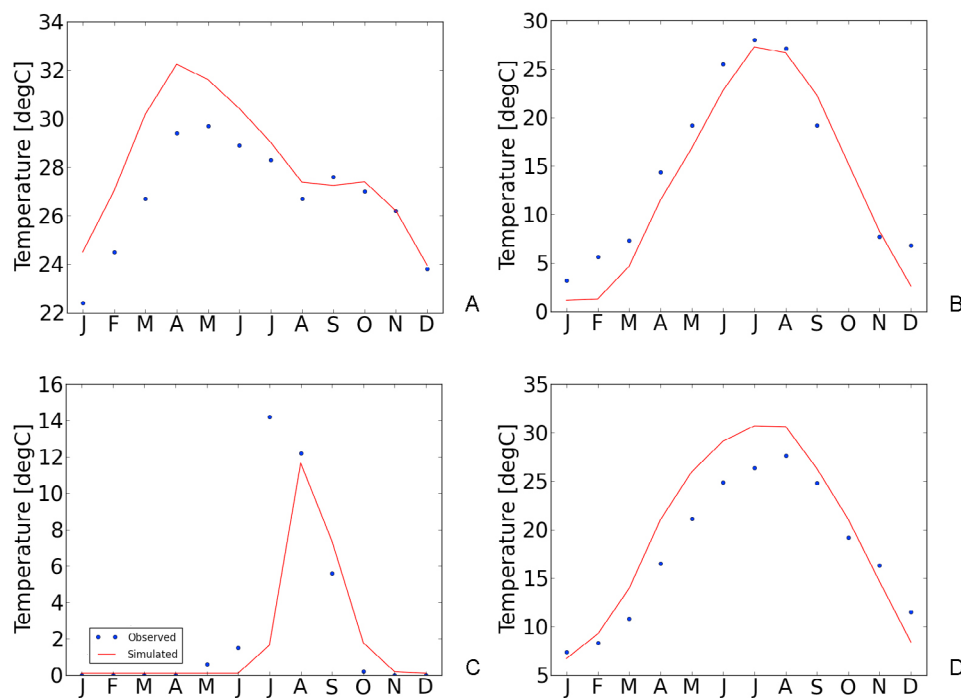 34
32
30
28
26
24
22
Temperature [degC]
J F M A M J J A S O N D
A
30
25
20
15
10
5
0
Temperature [degC]
J F M A M J J A S O N D
B
16
14
12
10
8
6
4
2
0
Temperature [degC]
Observed
Simulated
J F M A M J J A S O N D
C
35
30
25
20
15
10
5
Temperature [degC]
J F M A M J J A S O N D
D